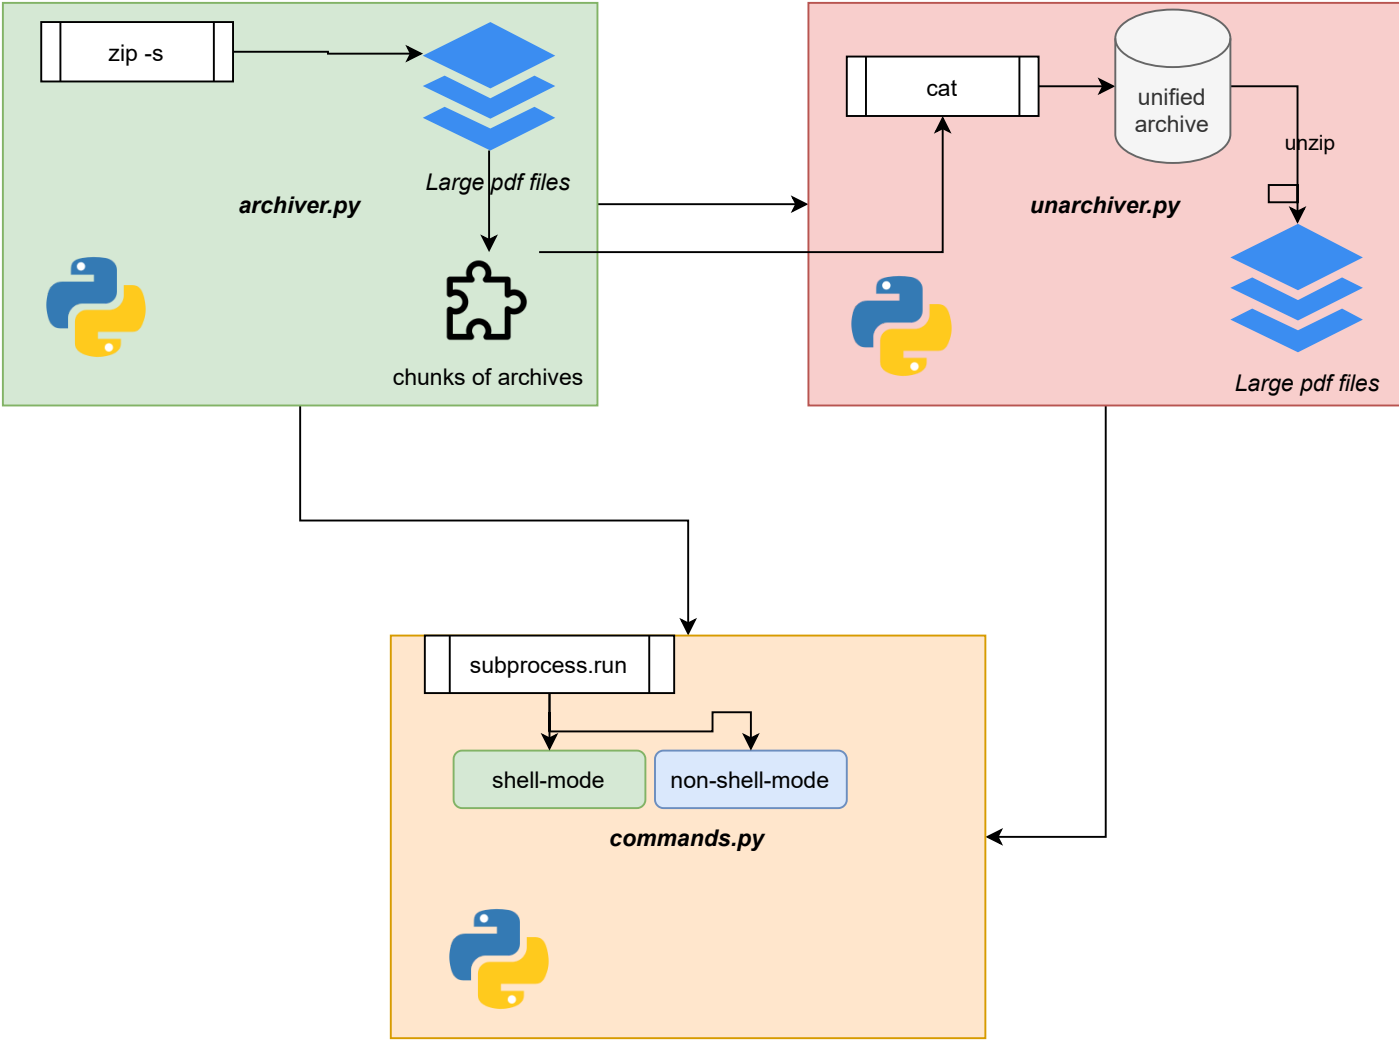 zip -s
Large pdf files
archiver.py
chunks of archives
cat
unified
archive
unzip
unarchiver.py
Large pdf files
subprocess.run
shell-mode
non-shell-mode
commands.py